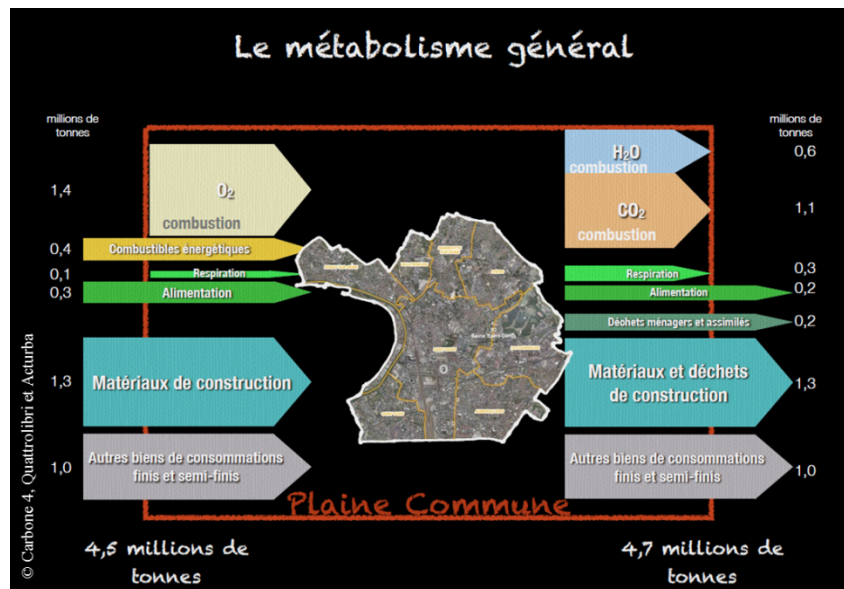 Le métabolisme général
millions de
tonnes
millions de
tonnes
H₂O
combustion
0,6
O₂
combustion
1,4
CO₂
combustion
1,1
Combustibles énergétiques
0,4
Respiration
0,1
Respiration
0,3
Alimentation
0,3
Alimentation
0,2
Déchets ménagers et assimilés
0,2
Matériaux de construction
1,3
Matériaux et déchets
de construction
1,3
Autres biens de consommations
finis et semi-finis
1,0
Autres biens de consommations
finis et semi-finis
1,0
Plaine Commune
4,5 millions de
tonnes
4,7 millions de
tonnes
© Carbone 4, Quattrolibri et Acturba